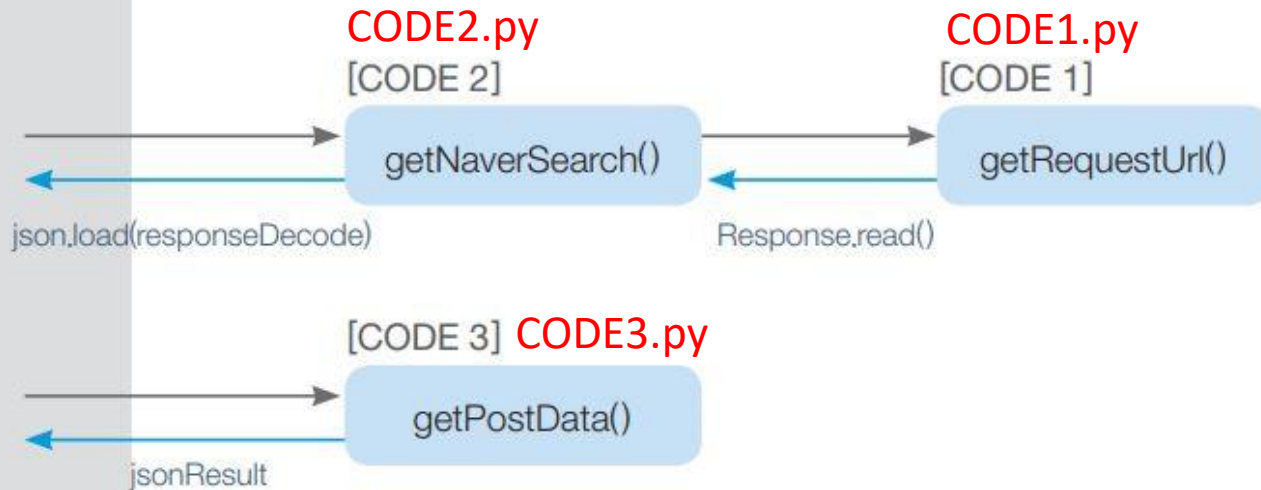 CODE2.py
[CODE 2]
getNaverSearch()
json.load(responseDecode)
CODE1.py
[CODE 1]
getRequestUrl()
Response.read()
[CODE 3] CODE3.py
getPostData()
jsonResult